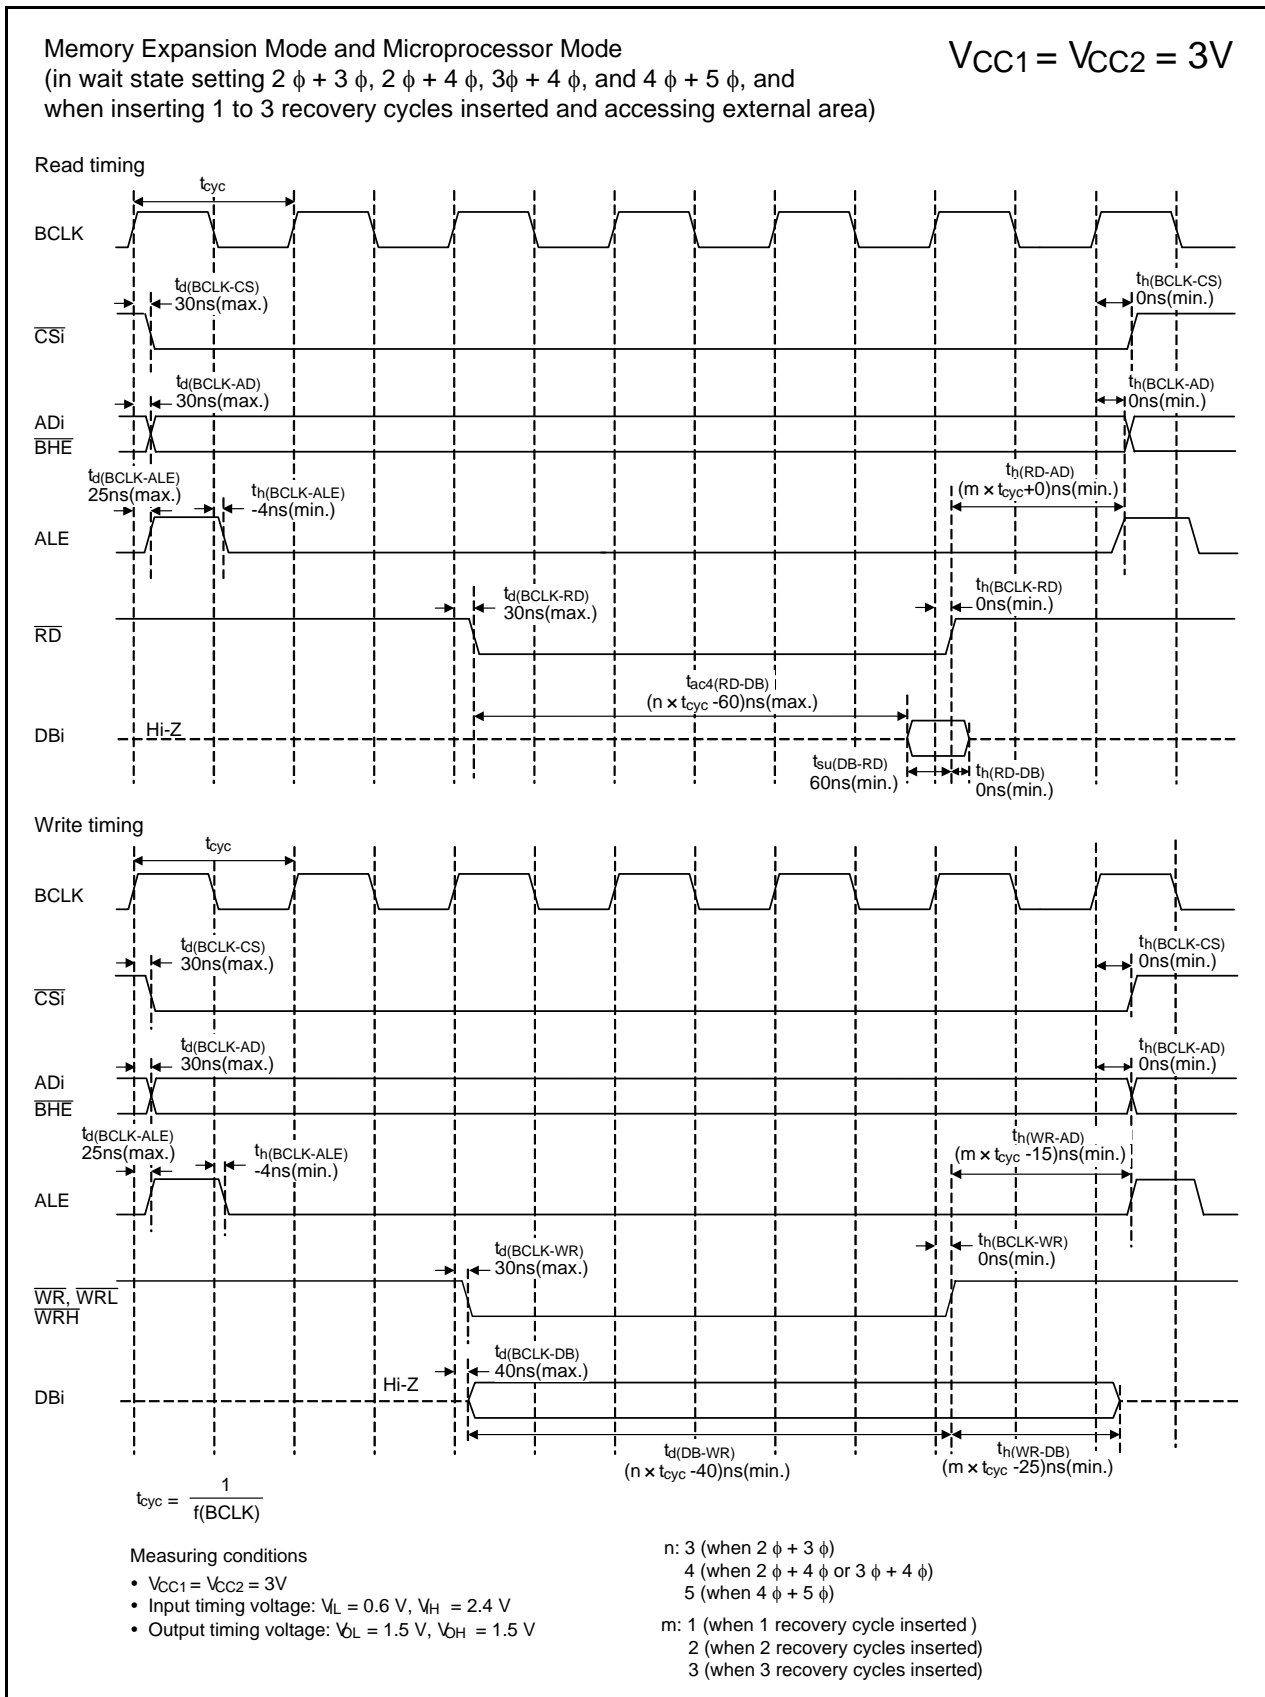 Memory Expansion Mode and Microprocessor Mode
(in wait state setting 2 ϕ + 3 ϕ, 2 ϕ + 4 ϕ, 3ϕ + 4 ϕ, and 4 ϕ + 5 ϕ, and
when inserting 1 to 3 recovery cycles inserted and accessing external area)
VCC1 = VCC2 = 3V
Read timing
tcyc
BCLK
td(BCLK-CS)
30ns(max.)
th(BCLK-CS)
0ns(min.)
CSi
td(BCLK-AD)
30ns(max.)
th(BCLK-AD)
0ns(min.)
ADi
BHE
td(BCLK-ALE)
25ns(max.)
th(BCLK-ALE)
-4ns(min.)
th(RD-AD)
(m × tcyc+0)ns(min.)
ALE
td(BCLK-RD)
30ns(max.)
th(BCLK-RD)
0ns(min.)
RD
tac4(RD-DB)
(n × tcyc -60)ns(max.)
DBi
Hi-Z
tsu(DB-RD)
60ns(min.)
th(RD-DB)
0ns(min.)
Write timing
tcyc
BCLK
td(BCLK-CS)
30ns(max.)
th(BCLK-CS)
0ns(min.)
CSi
td(BCLK-AD)
30ns(max.)
th(BCLK-AD)
0ns(min.)
ADi
BHE
td(BCLK-ALE)
25ns(max.)
th(BCLK-ALE)
-4ns(min.)
th(WR-AD)
(m × tcyc -15)ns(min.)
ALE
td(BCLK-WR)
30ns(max.)
th(BCLK-WR)
0ns(min.)
WR, WRL
WRH
td(BCLK-DB)
40ns(max.)
Hi-Z
DBi
td(DB-WR)
(n × tcyc -40)ns(min.)
th(WR-DB)
(m × tcyc -25)ns(min.)
tcyc = 1
f(BCLK)
Measuring conditions
• VCC1 = VCC2 = 3V
• Input timing voltage: VIL = 0.6 V, VIH = 2.4 V
• Output timing voltage: VOL = 1.5 V, VOH = 1.5 V
n: 3 (when 2 ϕ + 3 ϕ)
4 (when 2 ϕ + 4 ϕ or 3 ϕ + 4 ϕ)
5 (when 4 ϕ + 5 ϕ)
m: 1 (when 1 recovery cycle inserted )
2 (when 2 recovery cycles inserted)
3 (when 3 recovery cycles inserted)